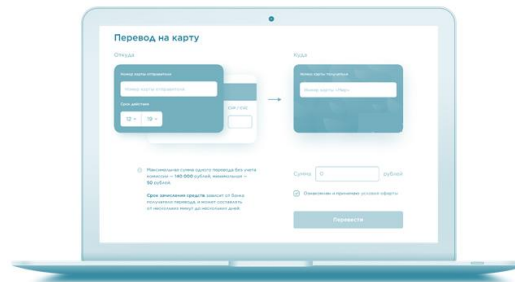 Перевод на карту
Откуда
Куда
Номер карты отправителя
Номер карты отправителя
Срок действия
12
19
CVV / CVC
Номер карты получателя
Номер карты
Максимальная сумма одного перевода без учета
комиссии — 140 000 рублей, минимальная —
50 рублей.
Срок зачисления средств зависит от банка
получателя перевода, и может составлять
от нескольких минут до нескольких дней.
Сумма 0 рублей
Ознакомлен и принимаю условия оферты
Перевести